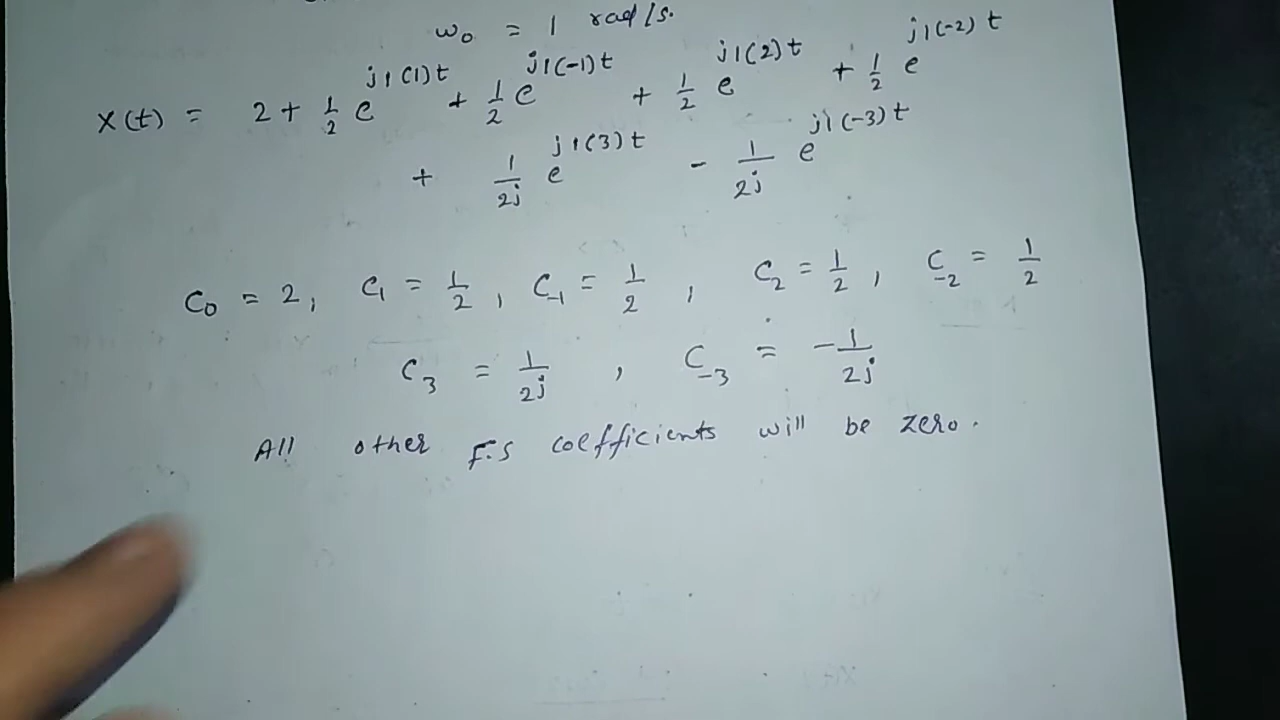 ω₀ = 1 rad/s.
x(t) = 2 + 1/2 e^{j1(1)t} + 1/2 e^{j1(-1)t} + 1/2 e^{j1(2)t} + 1/2 e^{j1(-2)t}
+ 1/2j e^{j1(3)t} - 1/2j e^{j1(-3)t}
C₀ = 2, C₁ = 1/2, C₋₁ = 1/2, C₂ = 1/2, C₋₂ = 1/2
C₃ = 1/2j, C₋₃ = -1/2j
All other F.S coefficients will be zero.